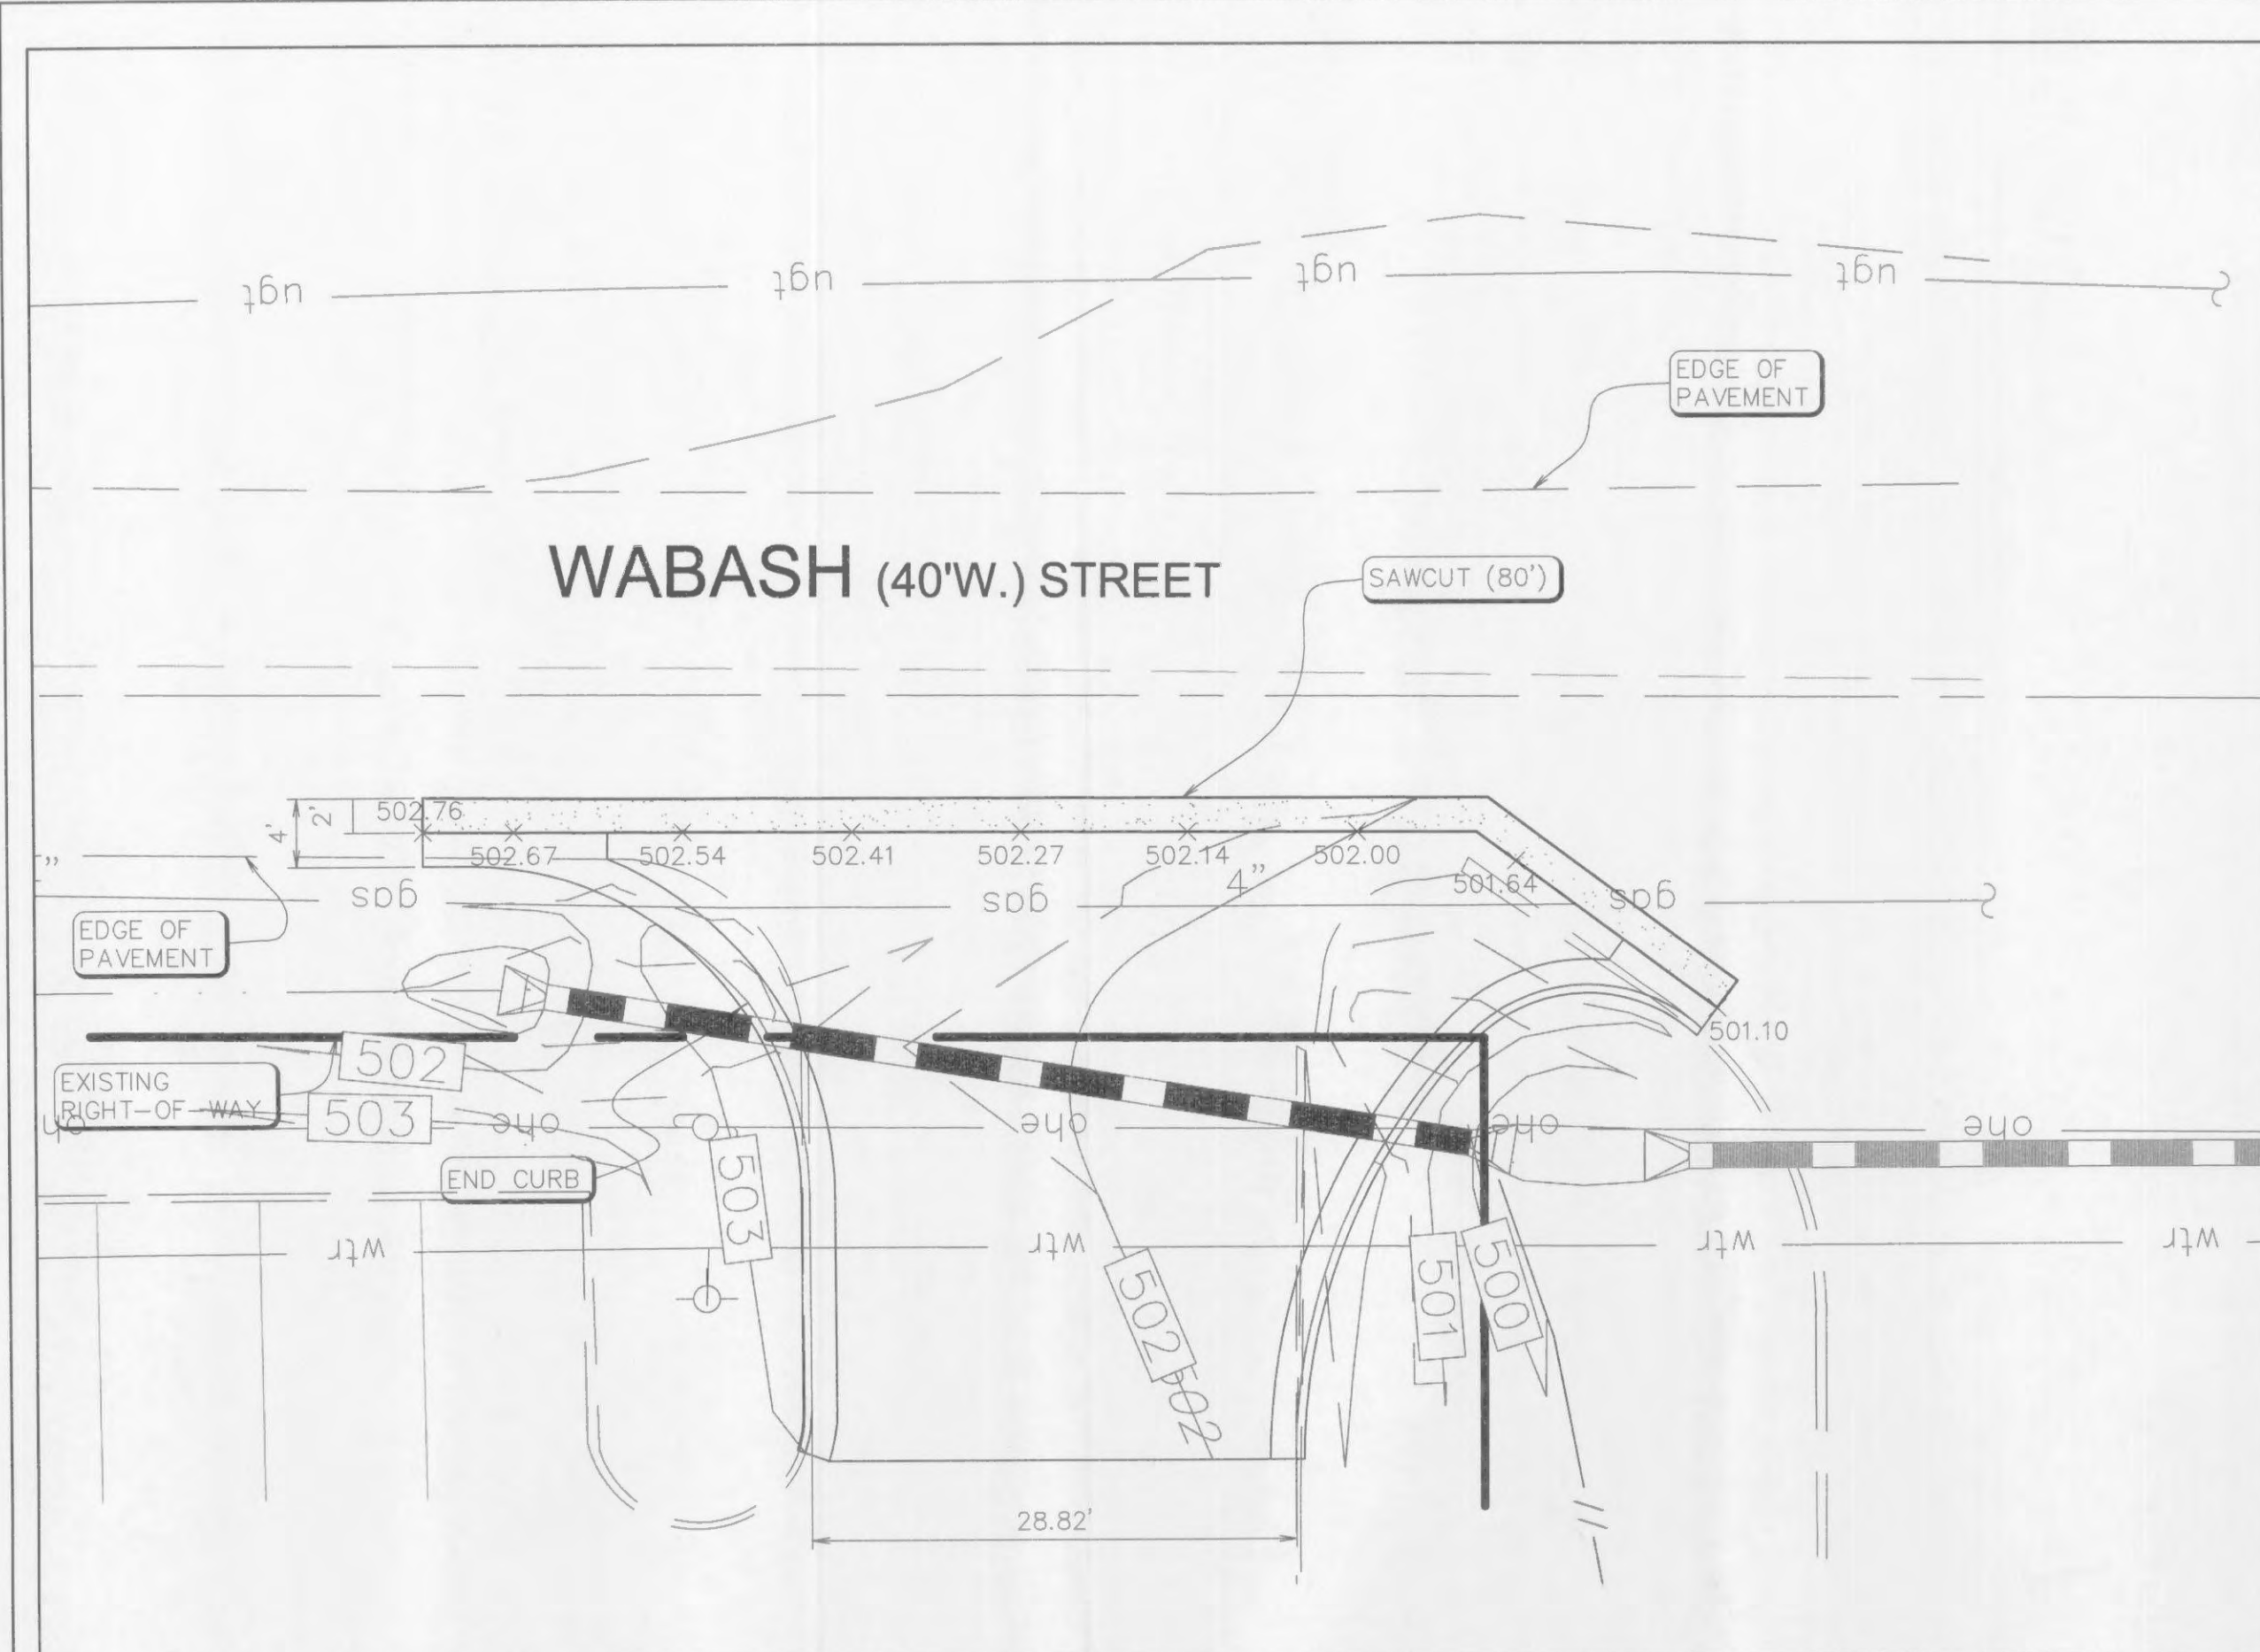 ugt
ugt
ugt
ugt
EDGE OF
PAVEMENT
WABASH (40'W.) STREET
SAWCUT (80')
4'
2'
502.76
502.67
502.54
502.41
502.27
502.14
502.00
501.64
4"
"
gas
gas
gas
EDGE OF
PAVEMENT
501.10
502
EXISTING
RIGHT-OF-WAY
503
oh
ohe
ohe
ohe
ohe
END CURB
503
wtr
wtr
wtr
wtr
502
502
501
500
28.82'